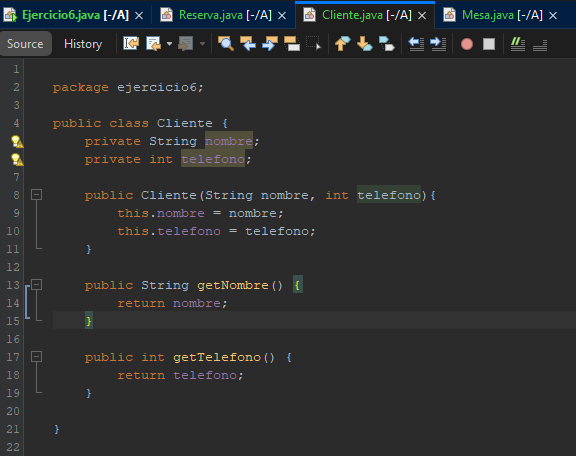 Ejercicio6.java [-/A] Reserva.java [-/A] Cliente.java [-/A] Mesa.java [-/A]
Source History
1
2 package ejercicio6;
3
4 public class Cliente {
private String nombre;
private int telefono;
7
8 public Cliente(String nombre, int telefono){
9 this.nombre = nombre;
10 this.telefono = telefono;
11 }
12
13 public String getNombre() {
14 return nombre;
15 }
16
17 public int getTelefono() {
18 return telefono;
19 }
20
21 }
22